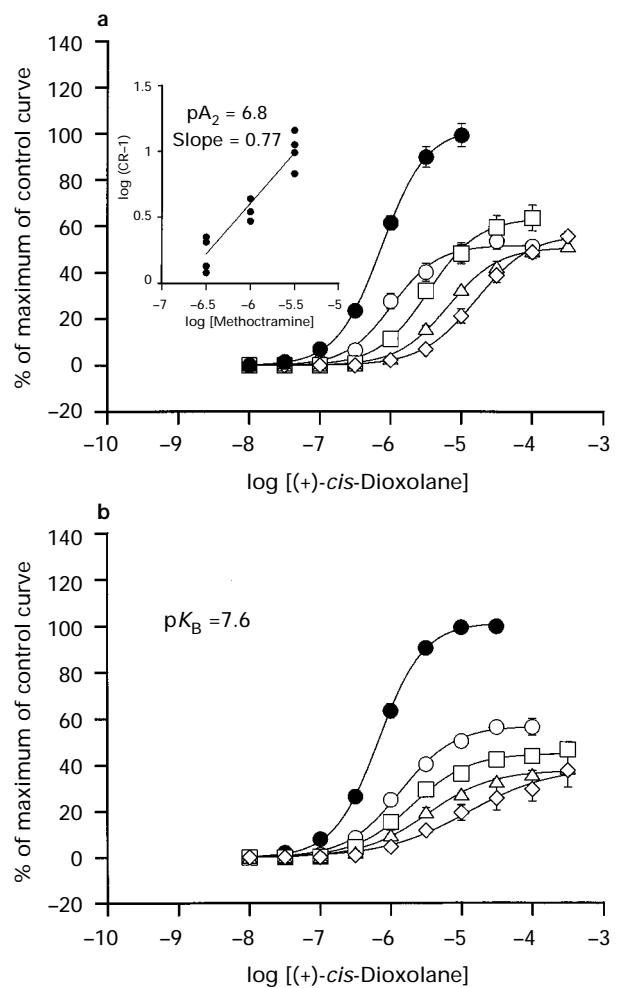 a
140
120
100
80
60
40
20
0
−20
% of maximum of control curve
1.5
1
0.5
0
log (CR−1)
pA2 = 6.8
Slope = 0.77
−7 −6.5 −6 −5.5 −5
log [Methoctramine]
−10 −9 −8 −7 −6 −5 −4 −3
log [(+)-cis-Dioxolane]
b
140
120
100
80
60
40
20
0
−20
% of maximum of control curve
pKB =7.6
−10 −9 −8 −7 −6 −5 −4 −3
log [(+)-cis-Dioxolane]